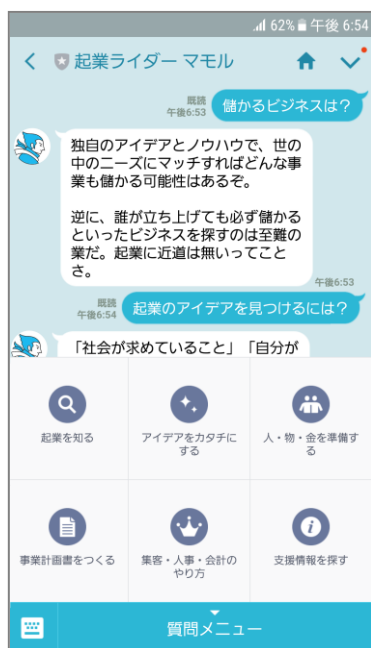 62% 午後 6:54
起業ライダー マモル
既読
午後6:53
儲かるビジネスは？
独自のアイデアとノウハウで、世の
中のニーズにマッチすればどんな事
業も儲かる可能性はあるぞ。
逆に、誰が立ち上げても必ず儲かる
といったビジネスを探すのは至難の
業だ。起業に近道は無いってこと
さ。
午後6:53
既読
午後6:54
起業のアイデアを見つけるには？
「社会が求めていること」「自分が
起業を知る
アイデアをカタチに
する
人・物・金を準備す
る
事業計画書をつくる
集客・人事・会計の
やり方
支援情報を探す
質問メニュー